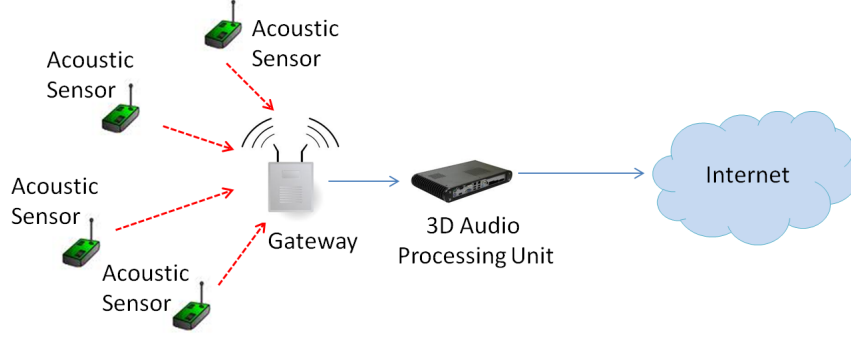 Acoustic
Sensor
Acoustic
Sensor
Acoustic
Sensor
Acoustic
Sensor
Gateway
3D Audio
Processing Unit
Internet